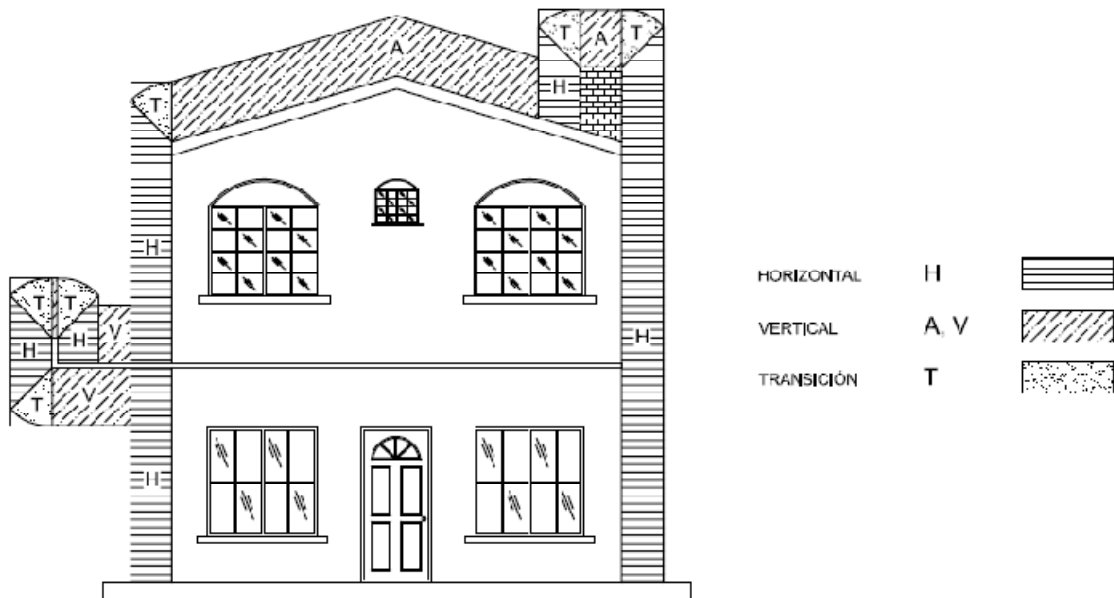 T A T
A
H
T
H
T T
V
H
H
H
T V
H
HORIZONTAL H
VERTICAL A, V
TRANSICIÓN T